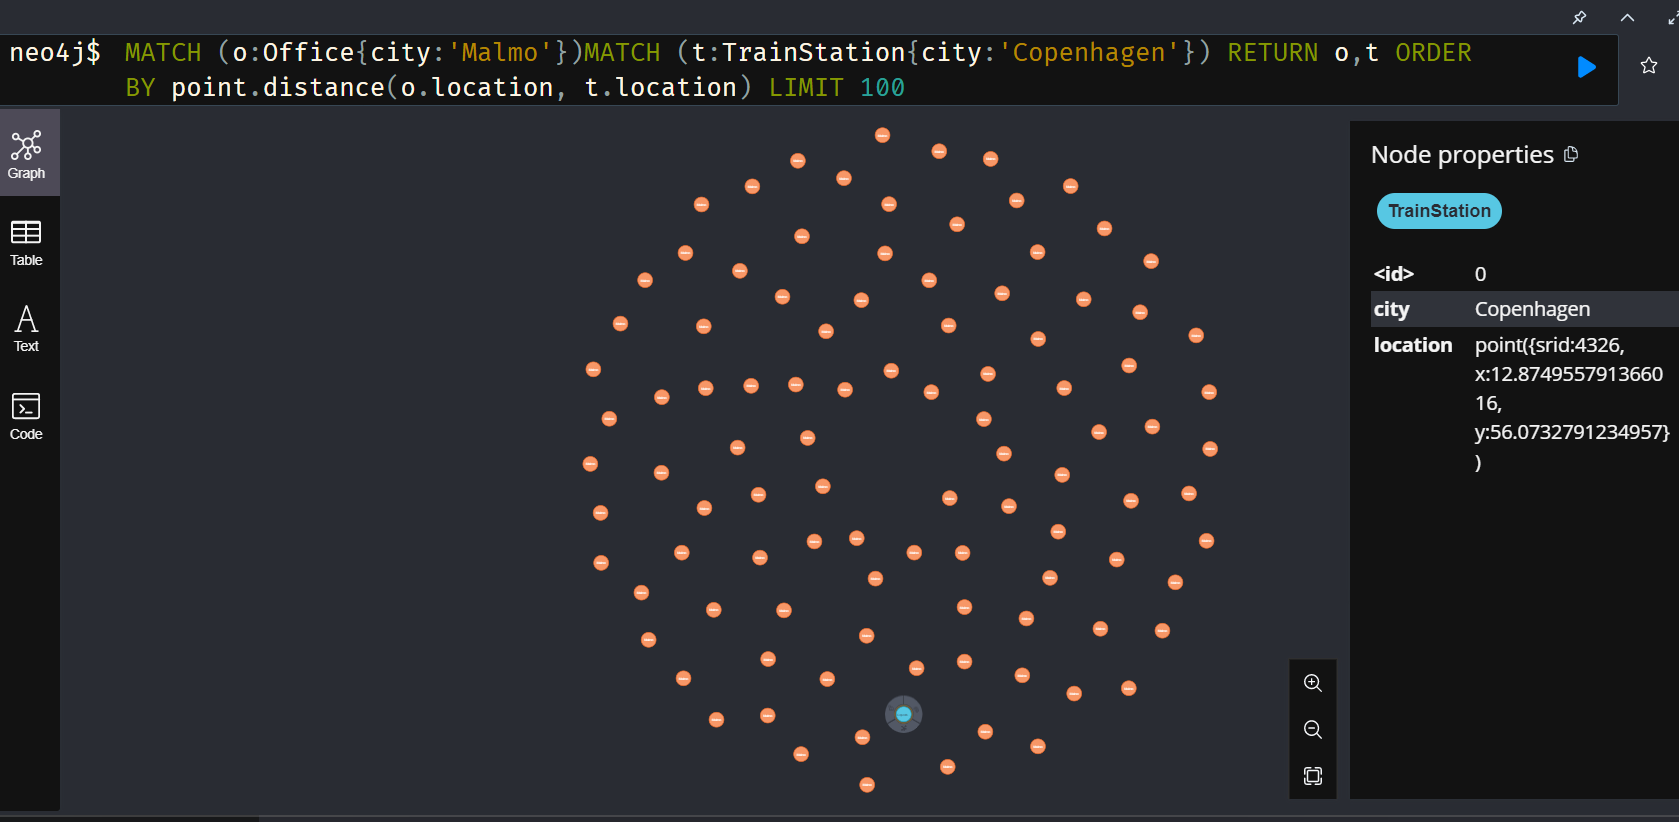 neo4j$ MATCH (o:Office{city:'Malmo'})MATCH (t:TrainStation{city:'Copenhagen'}) RETURN o,t ORDER
BY point.distance(o.location, t.location) LIMIT 100
Graph
Table
Text
Code
Node properties
TrainStation
<id> 0
city Copenhagen
location point({srid:4326,
x:12.8749557913660
16,
y:56.0732791234957}
)